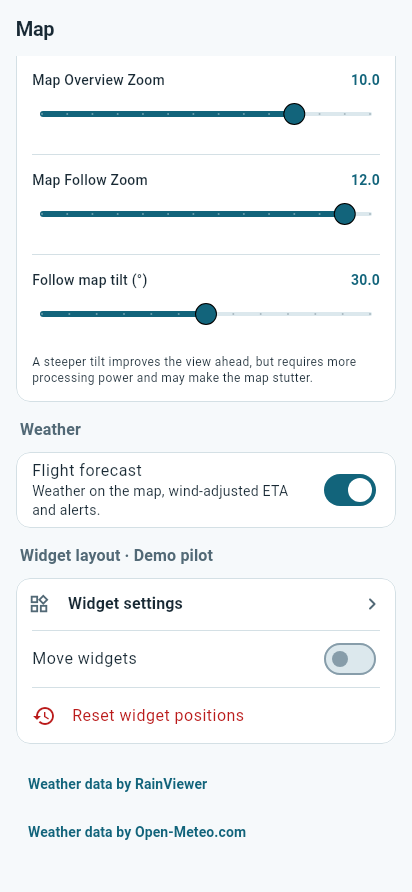 Map
Map Overview Zoom
10.0
Map Follow Zoom
12.0
Follow map tilt (°)
30.0
A steeper tilt improves the view ahead, but requires more
processing power and may make the map stutter.
Weather
Flight forecast
Weather on the map, wind-adjusted ETA
and alerts.
Widget layout · Demo pilot
Widget settings
Move widgets
Reset widget positions
Weather data by RainViewer
Weather data by Open-Meteo.com